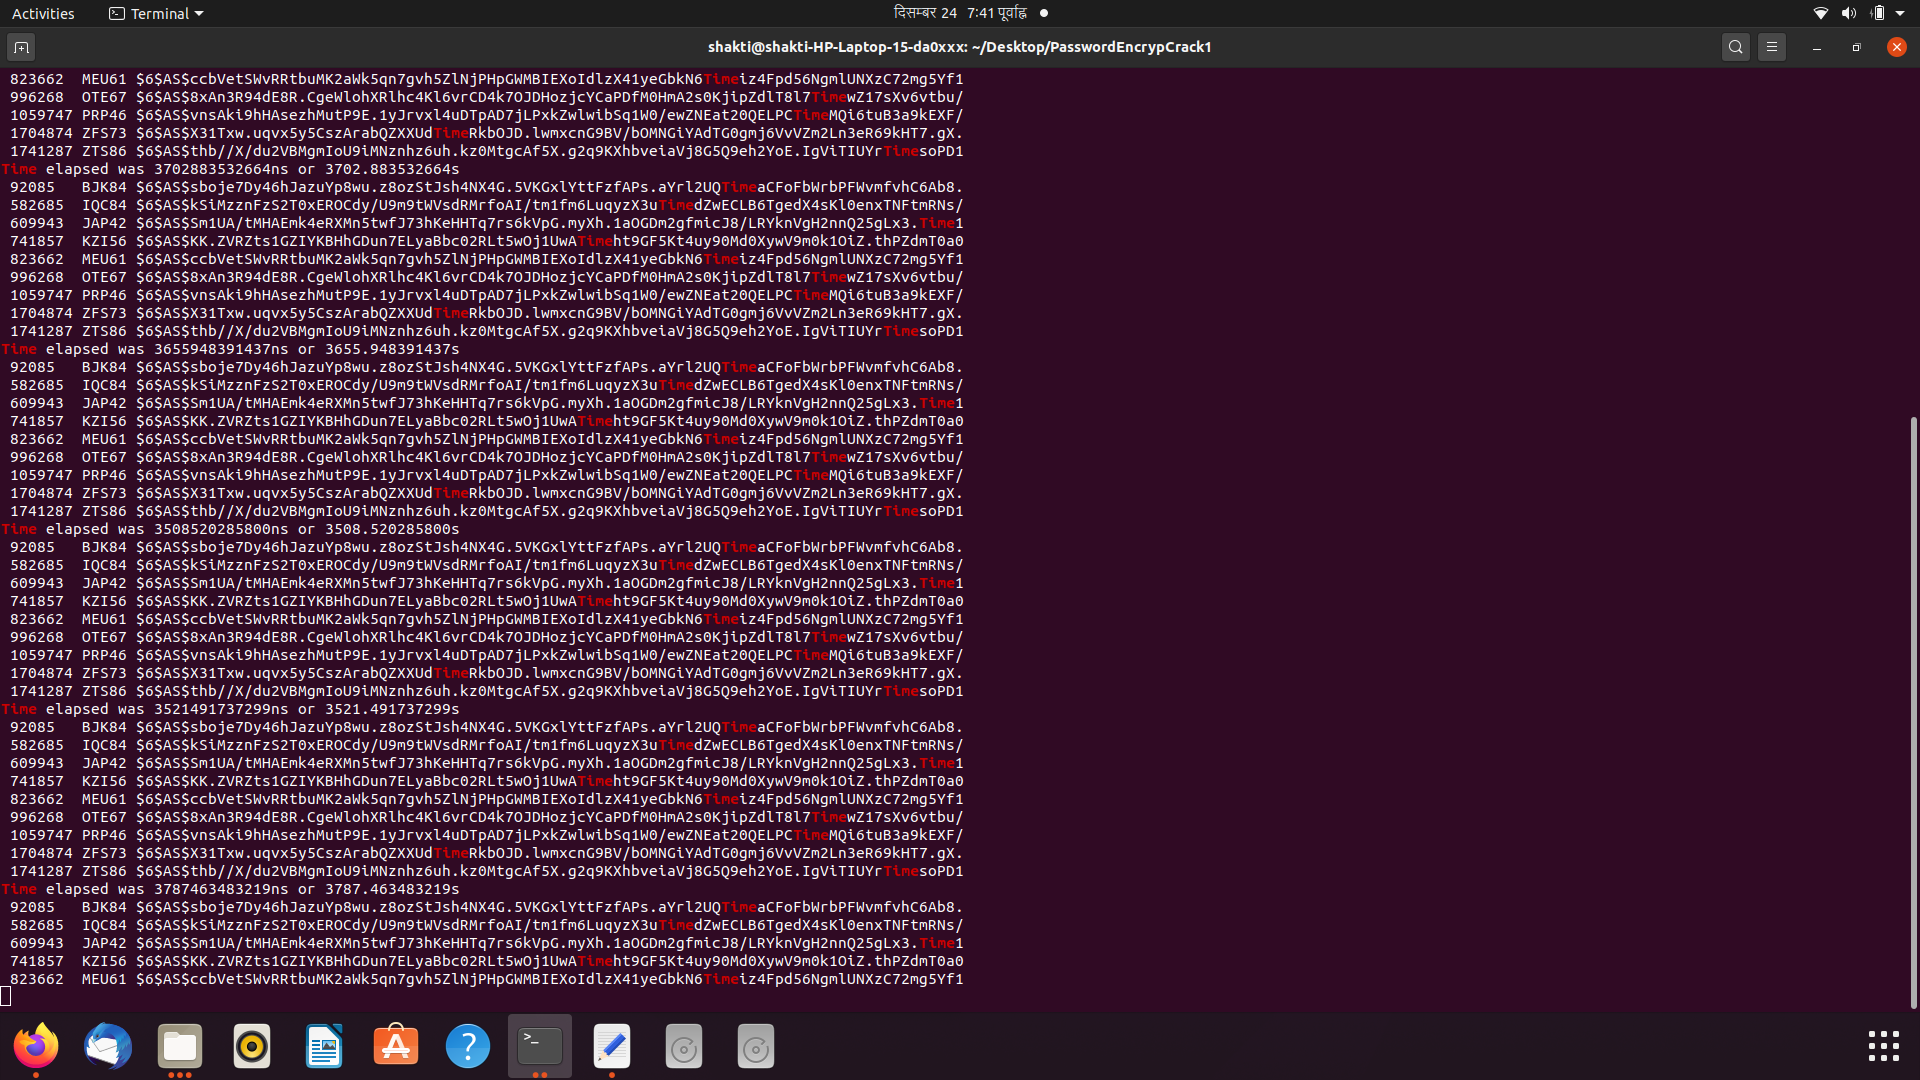 Activities Terminal दिसम्बर 24 7:41 पूर्वाह्न
shakti@shakti-HP-Laptop-15-da0xxx: ~/Desktop/PasswordEncrypCrack1
823662 MEU61 $6$AS$ccbVetSWvRRtbuMK2aWk5qn7gvh5ZlNjPHpGWMBIEXoIdlzX41yeGbkN6Timeiz4Fpd56NgmlUNXzC72mg5Yf1
996268 OTE67 $6$AS$8xAn3R94dE8R.CgeWlohXRlhc4Kl6vrCD4k7OJDHozjcYCaPDfM0HmA2s0KjipZdlT8l7TimewZ17sXv6vtbu/
1059747 PRP46 $6$AS$vnsAki9hHAsezhMutP9E.1yJrvxl4uDTpAD7jLPxkZwlwibSq1W0/ewZNEat20QELPCTimeMQi6tuB3a9kEXF/
1704874 ZFS73 $6$AS$X31Txw.uqvx5y5CszArabQZXXUdTimeRkbOJD.lwmxcnG9BV/bOMNGiYAdTG0gmj6VvVZm2Ln3eR69kHT7.gX.
1741287 ZTS86 $6$AS$thb//X/du2VBMgmIoU9iMNznhz6uh.kz0MtgcAf5X.g2q9KXhbveiaVj8G5Q9eh2YoE.IgViTIUYrTimesoPD1
Time elapsed was 3702883532664ns or 3702.883532664s
92085 BJK84 $6$AS$sboje7Dy46hJazuYp8wu.z8ozStJsh4NX4G.5VKGxlYttFzfAPs.aYrl2UQTimeaCFoFbWrbPFWvmfvhC6Ab8.
582685 IQC84 $6$AS$kSiMzznFzS2T0xEROCdy/U9m9tWVsdRMrfoAI/tm1fm6LuqyzX3uTimedZwECLB6TgedX4sKl0enxTNFtmRNs/
609943 JAP42 $6$AS$Sm1UA/tMHAEmk4eRXMn5twfJ73hKeHHTq7rs6kVpG.myXh.1aOGDm2gfmicJ8/LRYknVgH2nnQ25gLx3.Time1
741857 KZI56 $6$AS$KK.ZVRZts1GZIYKBHhGDun7ELyaBbc02RLt5wOj1UwATimeht9GF5Kt4uy90Md0XywV9m0k1OiZ.thPZdmT0a0
823662 MEU61 $6$AS$ccbVetSWvRRtbuMK2aWk5qn7gvh5ZlNjPHpGWMBIEXoIdlzX41yeGbkN6Timeiz4Fpd56NgmlUNXzC72mg5Yf1
996268 OTE67 $6$AS$8xAn3R94dE8R.CgeWlohXRlhc4Kl6vrCD4k7OJDHozjcYCaPDfM0HmA2s0KjipZdlT8l7TimewZ17sXv6vtbu/
1059747 PRP46 $6$AS$vnsAki9hHAsezhMutP9E.1yJrvxl4uDTpAD7jLPxkZwlwibSq1W0/ewZNEat20QELPCTimeMQi6tuB3a9kEXF/
1704874 ZFS73 $6$AS$X31Txw.uqvx5y5CszArabQZXXUdTimeRkbOJD.lwmxcnG9BV/bOMNGiYAdTG0gmj6VvVZm2Ln3eR69kHT7.gX.
1741287 ZTS86 $6$AS$thb//X/du2VBMgmIoU9iMNznhz6uh.kz0MtgcAf5X.g2q9KXhbveiaVj8G5Q9eh2YoE.IgViTIUYrTimesoPD1
Time elapsed was 3655948391437ns or 3655.948391437s
92085 BJK84 $6$AS$sboje7Dy46hJazuYp8wu.z8ozStJsh4NX4G.5VKGxlYttFzfAPs.aYrl2UQTimeaCFoFbWrbPFWvmfvhC6Ab8.
582685 IQC84 $6$AS$kSiMzznFzS2T0xEROCdy/U9m9tWVsdRMrfoAI/tm1fm6LuqyzX3uTimedZwECLB6TgedX4sKl0enxTNFtmRNs/
609943 JAP42 $6$AS$Sm1UA/tMHAEmk4eRXMn5twfJ73hKeHHTq7rs6kVpG.myXh.1aOGDm2gfmicJ8/LRYknVgH2nnQ25gLx3.Time1
741857 KZI56 $6$AS$KK.ZVRZts1GZIYKBHhGDun7ELyaBbc02RLt5wOj1UwATimeht9GF5Kt4uy90Md0XywV9m0k1OiZ.thPZdmT0a0
823662 MEU61 $6$AS$ccbVetSWvRRtbuMK2aWk5qn7gvh5ZlNjPHpGWMBIEXoIdlzX41yeGbkN6Timeiz4Fpd56NgmlUNXzC72mg5Yf1
996268 OTE67 $6$AS$8xAn3R94dE8R.CgeWlohXRlhc4Kl6vrCD4k7OJDHozjcYCaPDfM0HmA2s0KjipZdlT8l7TimewZ17sXv6vtbu/
1059747 PRP46 $6$AS$vnsAki9hHAsezhMutP9E.1yJrvxl4uDTpAD7jLPxkZwlwibSq1W0/ewZNEat20QELPCTimeMQi6tuB3a9kEXF/
1704874 ZFS73 $6$AS$X31Txw.uqvx5y5CszArabQZXXUdTimeRkbOJD.lwmxcnG9BV/bOMNGiYAdTG0gmj6VvVZm2Ln3eR69kHT7.gX.
1741287 ZTS86 $6$AS$thb//X/du2VBMgmIoU9iMNznhz6uh.kz0MtgcAf5X.g2q9KXhbveiaVj8G5Q9eh2YoE.IgViTIUYrTimesoPD1
Time elapsed was 3508520285800ns or 3508.520285800s
92085 BJK84 $6$AS$sboje7Dy46hJazuYp8wu.z8ozStJsh4NX4G.5VKGxlYttFzfAPs.aYrl2UQTimeaCFoFbWrbPFWvmfvhC6Ab8.
582685 IQC84 $6$AS$kSiMzznFzS2T0xEROCdy/U9m9tWVsdRMrfoAI/tm1fm6LuqyzX3uTimedZwECLB6TgedX4sKl0enxTNFtmRNs/
609943 JAP42 $6$AS$Sm1UA/tMHAEmk4eRXMn5twfJ73hKeHHTq7rs6kVpG.myXh.1aOGDm2gfmicJ8/LRYknVgH2nnQ25gLx3.Time1
741857 KZI56 $6$AS$KK.ZVRZts1GZIYKBHhGDun7ELyaBbc02RLt5wOj1UwATimeht9GF5Kt4uy90Md0XywV9m0k1OiZ.thPZdmT0a0
823662 MEU61 $6$AS$ccbVetSWvRRtbuMK2aWk5qn7gvh5ZlNjPHpGWMBIEXoIdlzX41yeGbkN6Timeiz4Fpd56NgmlUNXzC72mg5Yf1
996268 OTE67 $6$AS$8xAn3R94dE8R.CgeWlohXRlhc4Kl6vrCD4k7OJDHozjcYCaPDfM0HmA2s0KjipZdlT8l7TimewZ17sXv6vtbu/
1059747 PRP46 $6$AS$vnsAki9hHAsezhMutP9E.1yJrvxl4uDTpAD7jLPxkZwlwibSq1W0/ewZNEat20QELPCTimeMQi6tuB3a9kEXF/
1704874 ZFS73 $6$AS$X31Txw.uqvx5y5CszArabQZXXUdTimeRkbOJD.lwmxcnG9BV/bOMNGiYAdTG0gmj6VvVZm2Ln3eR69kHT7.gX.
1741287 ZTS86 $6$AS$thb//X/du2VBMgmIoU9iMNznhz6uh.kz0MtgcAf5X.g2q9KXhbveiaVj8G5Q9eh2YoE.IgViTIUYrTimesoPD1
Time elapsed was 3521491737299ns or 3521.491737299s
92085 BJK84 $6$AS$sboje7Dy46hJazuYp8wu.z8ozStJsh4NX4G.5VKGxlYttFzfAPs.aYrl2UQTimeaCFoFbWrbPFWvmfvhC6Ab8.
582685 IQC84 $6$AS$kSiMzznFzS2T0xEROCdy/U9m9tWVsdRMrfoAI/tm1fm6LuqyzX3uTimedZwECLB6TgedX4sKl0enxTNFtmRNs/
609943 JAP42 $6$AS$Sm1UA/tMHAEmk4eRXMn5twfJ73hKeHHTq7rs6kVpG.myXh.1aOGDm2gfmicJ8/LRYknVgH2nnQ25gLx3.Time1
741857 KZI56 $6$AS$KK.ZVRZts1GZIYKBHhGDun7ELyaBbc02RLt5wOj1UwATimeht9GF5Kt4uy90Md0XywV9m0k1OiZ.thPZdmT0a0
823662 MEU61 $6$AS$ccbVetSWvRRtbuMK2aWk5qn7gvh5ZlNjPHpGWMBIEXoIdlzX41yeGbkN6Timeiz4Fpd56NgmlUNXzC72mg5Yf1
996268 OTE67 $6$AS$8xAn3R94dE8R.CgeWlohXRlhc4Kl6vrCD4k7OJDHozjcYCaPDfM0HmA2s0KjipZdlT8l7TimewZ17sXv6vtbu/
1059747 PRP46 $6$AS$vnsAki9hHAsezhMutP9E.1yJrvxl4uDTpAD7jLPxkZwlwibSq1W0/ewZNEat20QELPCTimeMQi6tuB3a9kEXF/
1704874 ZFS73 $6$AS$X31Txw.uqvx5y5CszArabQZXXUdTimeRkbOJD.lwmxcnG9BV/bOMNGiYAdTG0gmj6VvVZm2Ln3eR69kHT7.gX.
1741287 ZTS86 $6$AS$thb//X/du2VBMgmIoU9iMNznhz6uh.kz0MtgcAf5X.g2q9KXhbveiaVj8G5Q9eh2YoE.IgViTIUYrTimesoPD1
Time elapsed was 3787463483219ns or 3787.463483219s
92085 BJK84 $6$AS$sboje7Dy46hJazuYp8wu.z8ozStJsh4NX4G.5VKGxlYttFzfAPs.aYrl2UQTimeaCFoFbWrbPFWvmfvhC6Ab8.
582685 IQC84 $6$AS$kSiMzznFzS2T0xEROCdy/U9m9tWVsdRMrfoAI/tm1fm6LuqyzX3uTimedZwECLB6TgedX4sKl0enxTNFtmRNs/
609943 JAP42 $6$AS$Sm1UA/tMHAEmk4eRXMn5twfJ73hKeHHTq7rs6kVpG.myXh.1aOGDm2gfmicJ8/LRYknVgH2nnQ25gLx3.Time1
741857 KZI56 $6$AS$KK.ZVRZts1GZIYKBHhGDun7ELyaBbc02RLt5wOj1UwATimeht9GF5Kt4uy90Md0XywV9m0k1OiZ.thPZdmT0a0
823662 MEU61 $6$AS$ccbVetSWvRRtbuMK2aWk5qn7gvh5ZlNjPHpGWMBIEXoIdlzX41yeGbkN6Timeiz4Fpd56NgmlUNXzC72mg5Yf1